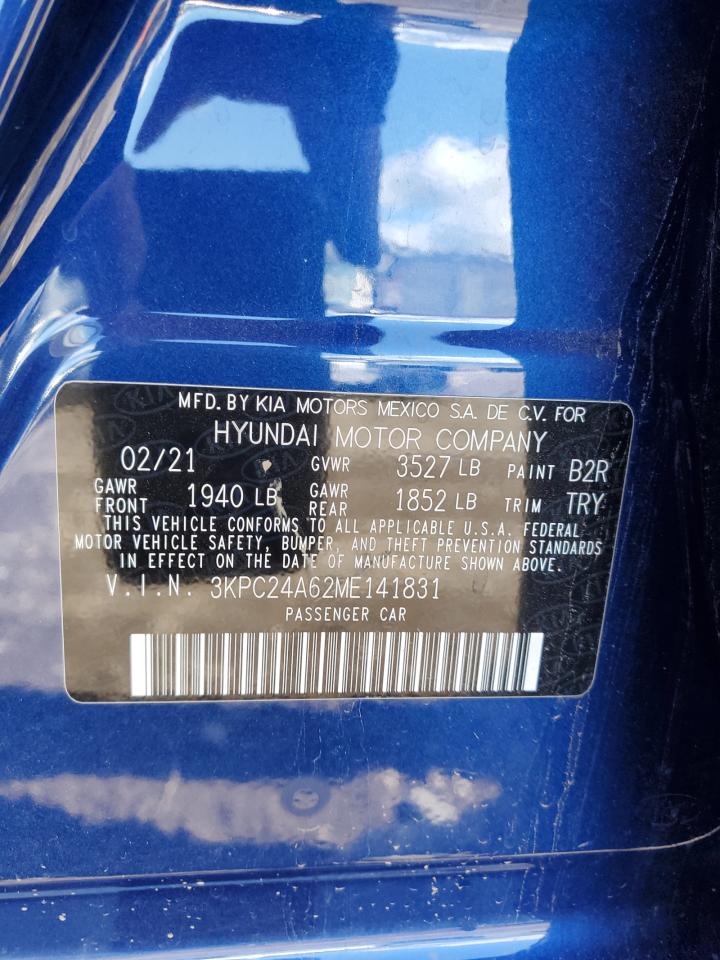 MFD. BY KIA MOTORS MEXICO S.A. DE C.V. FOR
HYUNDAI MOTOR COMPANY
02/21 GVWR 3527 LB PAINT B2R
GAWR FRONT 1940 LB GAWR REAR 1852 LB TRIM TRY
THIS VEHICLE CONFORMS TO ALL APPLICABLE U.S.A. FEDERAL
MOTOR VEHICLE SAFETY, BUMPER, AND THEFT PREVENTION STANDARDS
IN EFFECT ON THE DATE OF MANUFACTURE SHOWN ABOVE.
V.I.N. 3KPC24A62ME141831
PASSENGER CAR